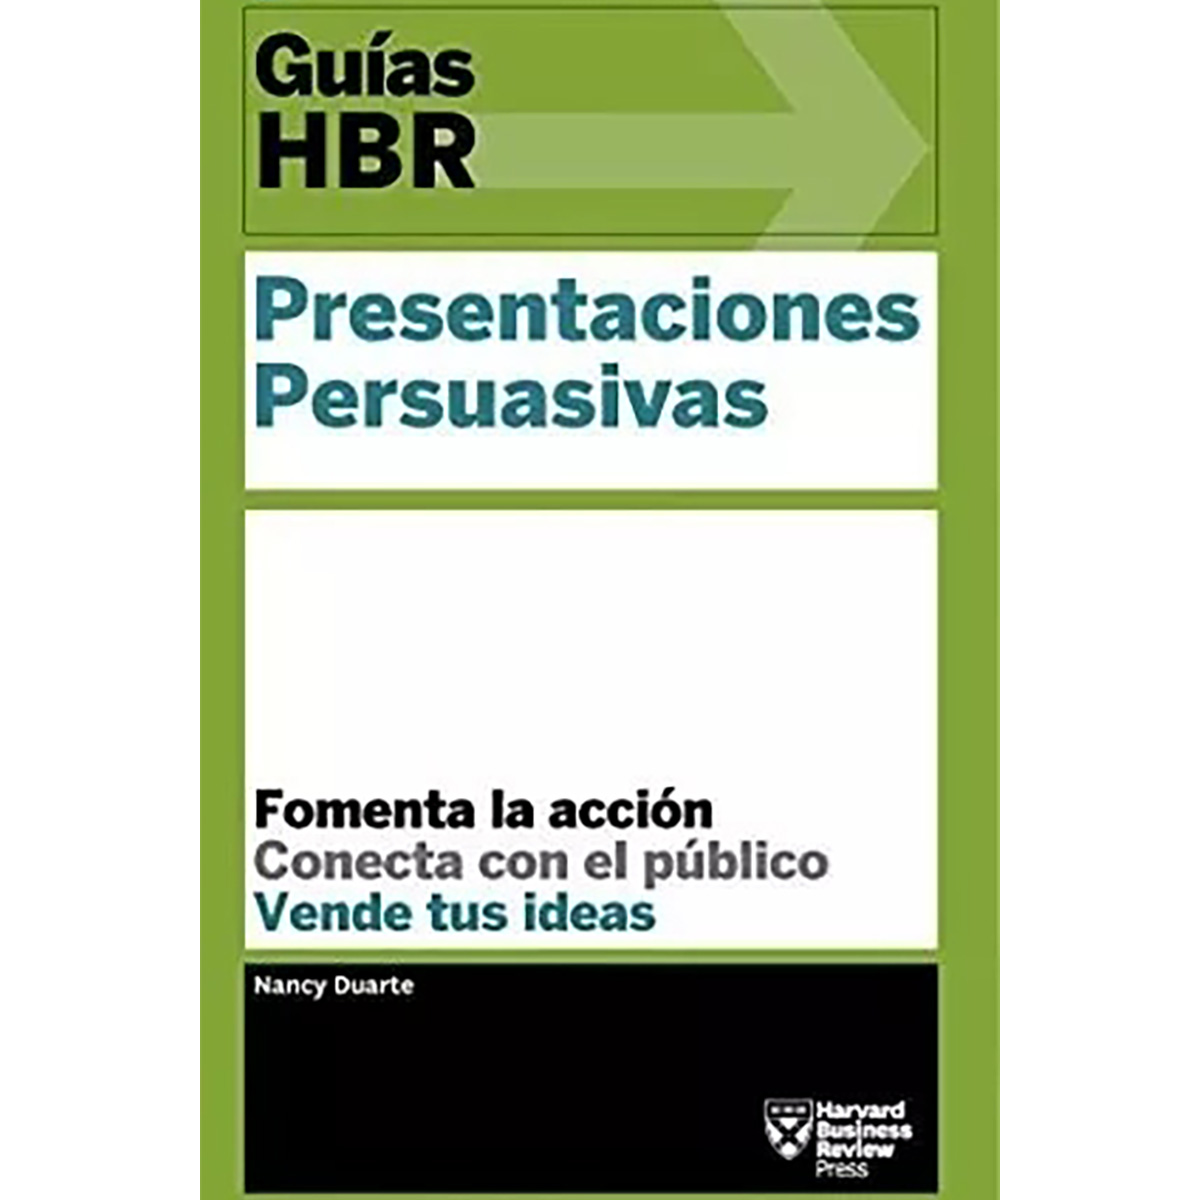 Guías
HBR
Presentaciones
Persuasivas
Fomenta la acción
Conecta con el público
Vende tus ideas
Nancy Duarte
Harvard
Business
Review
Press